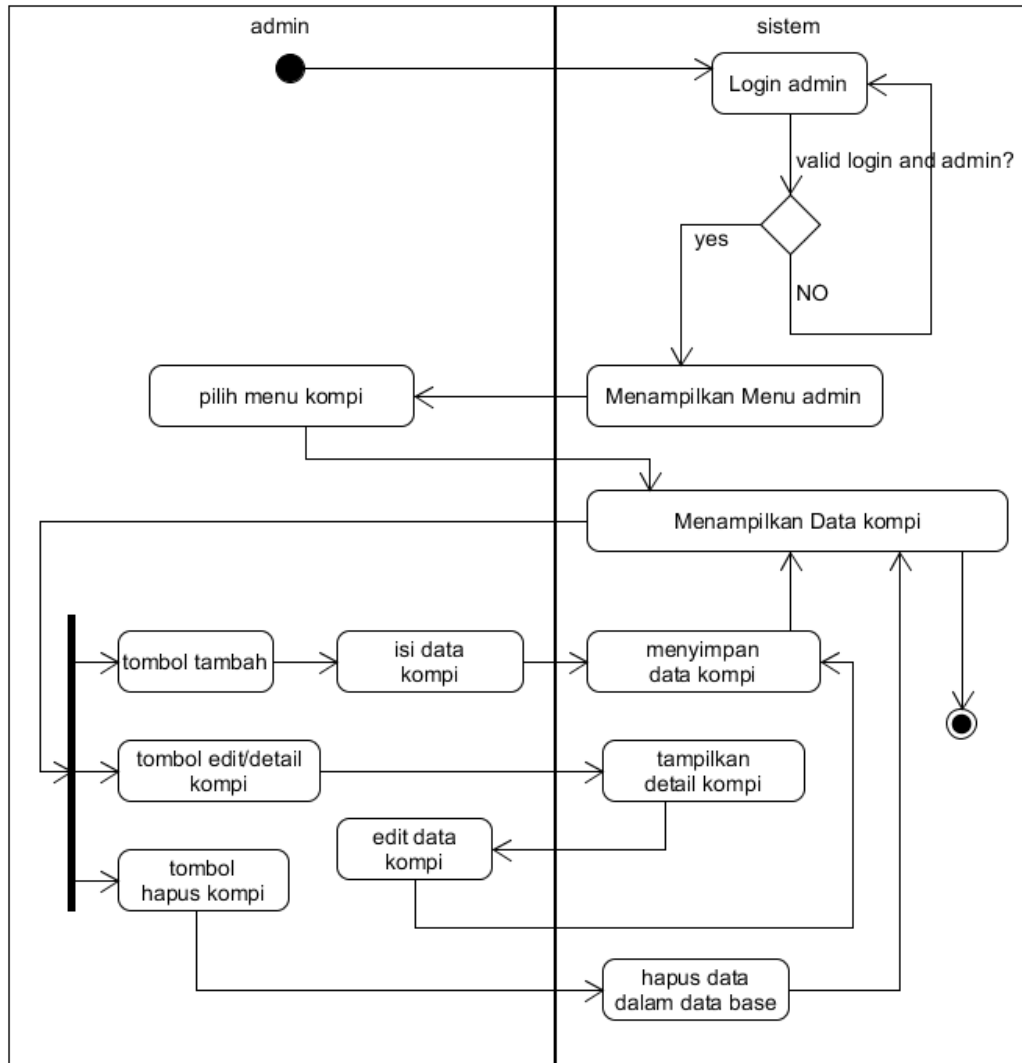 admin
sistem
Login admin
valid login and admin?
yes
NO
pilih menu kompi
Menampilkan Menu admin
Menampilkan Data kompi
tombol tambah
isi data
kompi
menyimpan
data kompi
tombol edit/detail
kompi
tampilkan
detail kompi
edit data
kompi
tombol
hapus kompi
hapus data
dalam data base